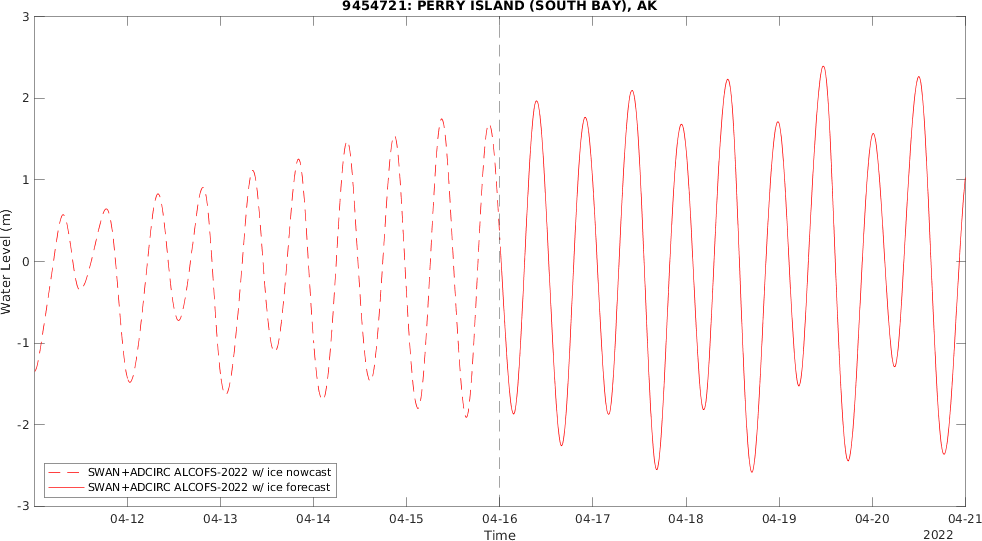 9454721: PERRY ISLAND (SOUTH BAY), AK
3
2
1
0
-1
-2
-3
Water Level (m)
SWAN+ADCIRC ALCOFS-2022 w/ ice nowcast
SWAN+ADCIRC ALCOFS-2022 w/ ice forecast
04-12 04-13 04-14 04-15 04-16 04-17 04-18 04-19 04-20 04-21
Time
2022